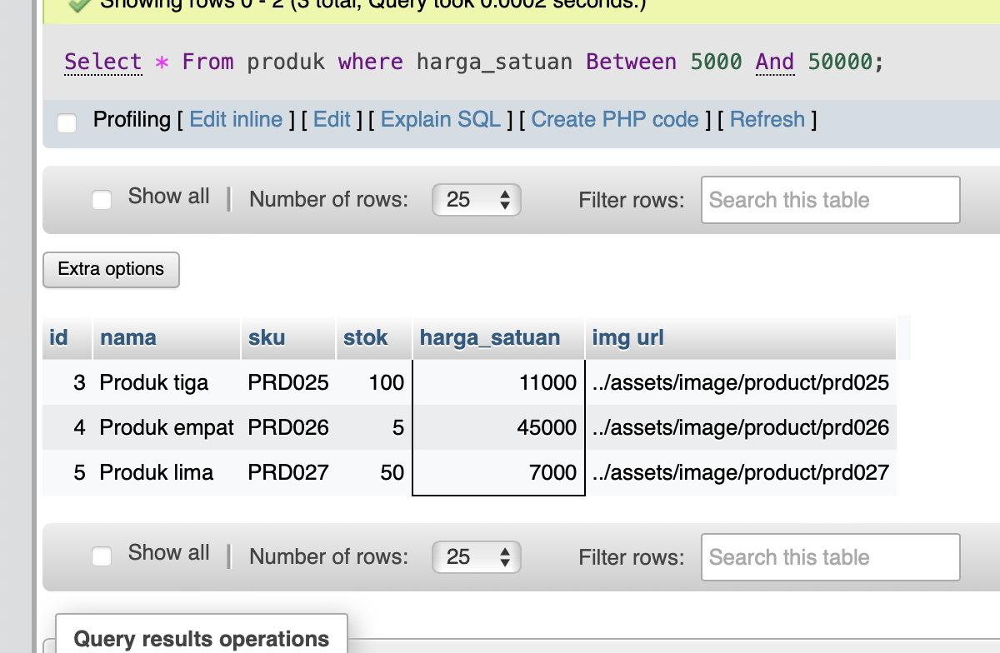 Showing rows 0 - 2 (3 total, Query took 0.0002 seconds.)
Select * From produk where harga_satuan Between 5000 And 50000;
Profiling [ Edit inline ] [ Edit ] [ Explain SQL ] [ Create PHP code ] [ Refresh ]
Show all | Number of rows: 25 Filter rows: Search this table
Extra options
id nama sku stok harga_satuan img url
3 Produk tiga PRD025 100 11000 ../assets/image/product/prd025
4 Produk empat PRD026 5 45000 ../assets/image/product/prd026
5 Produk lima PRD027 50 7000 ../assets/image/product/prd027
Show all | Number of rows: 25 Filter rows: Search this table
Query results operations